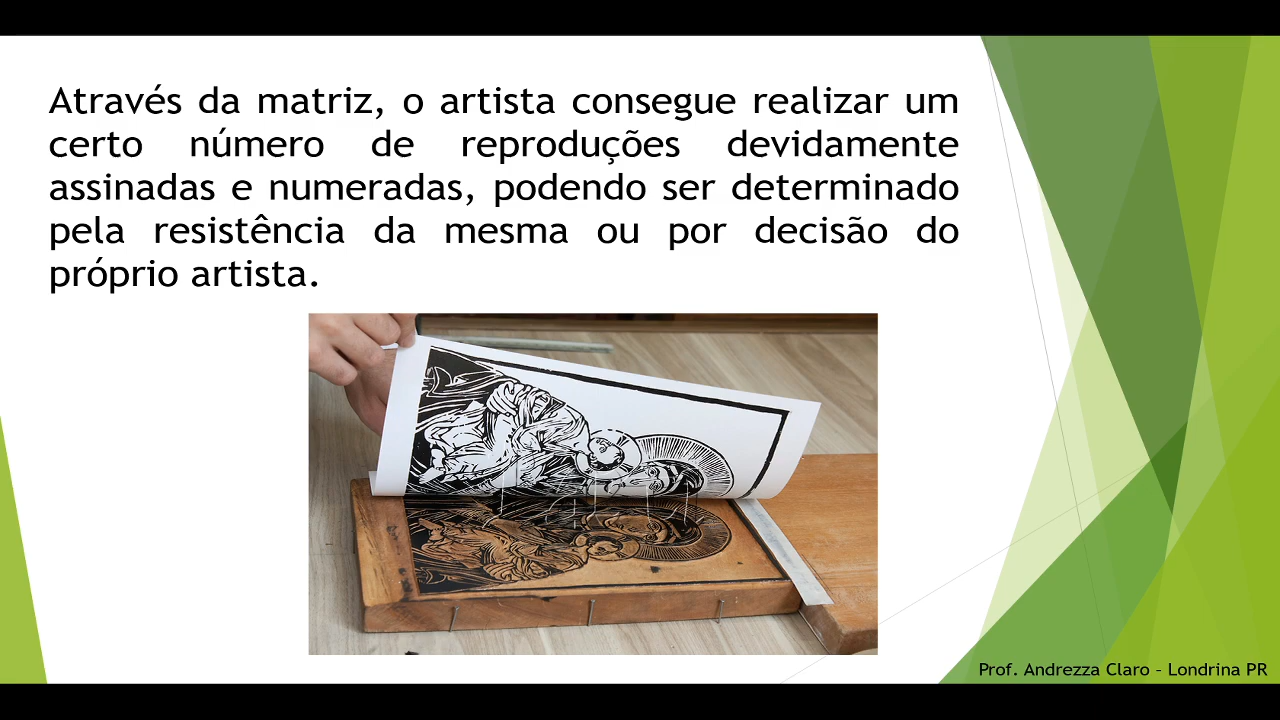 Através da matriz, o artista consegue realizar um
certo número de reproduções devidamente
assinadas e numeradas, podendo ser determinado
pela resistência da mesma ou por decisão do
próprio artista.
Prof. Andrezza Claro – Londrina PR